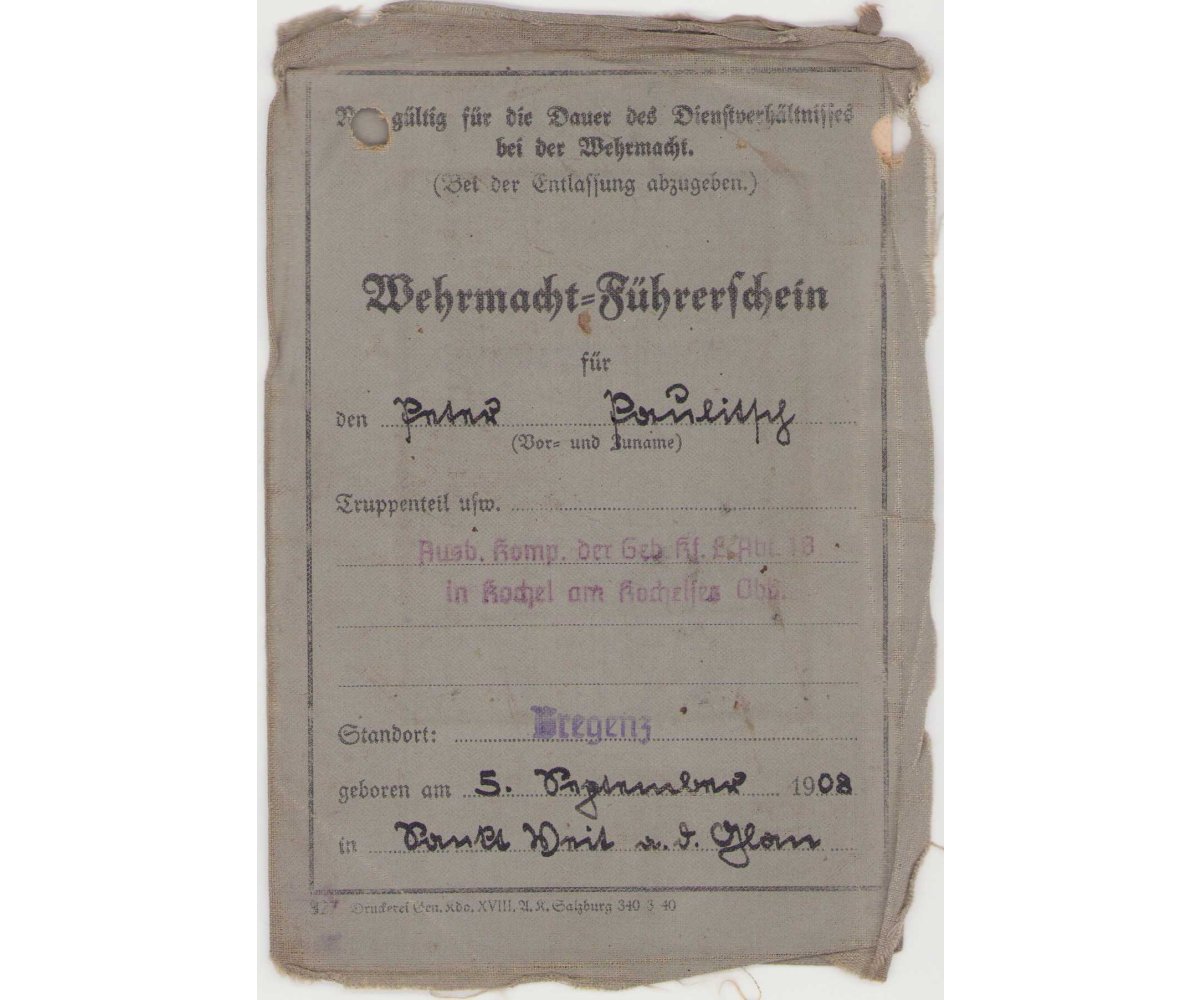 gültig für die Dauer des Dienstverhältnisses
bei der Wehrmacht.
(Bei der Entlassung abzugeben.)
Wehrmacht=Führerschein
für
den Peter Paulitsch
(Vor= und Zuname)
Truppenteil usw.
Ausb. Komp. der Geb. Kf. E. Abt. 18
in Kochel am Kochelsee Obb.
Standort: Bregenz
geboren am 5. September 1908
in Sankt Weit a. d. Glan
Druckerei Gen. Kdo. XVIII. A. K. Salzburg 340 3 40